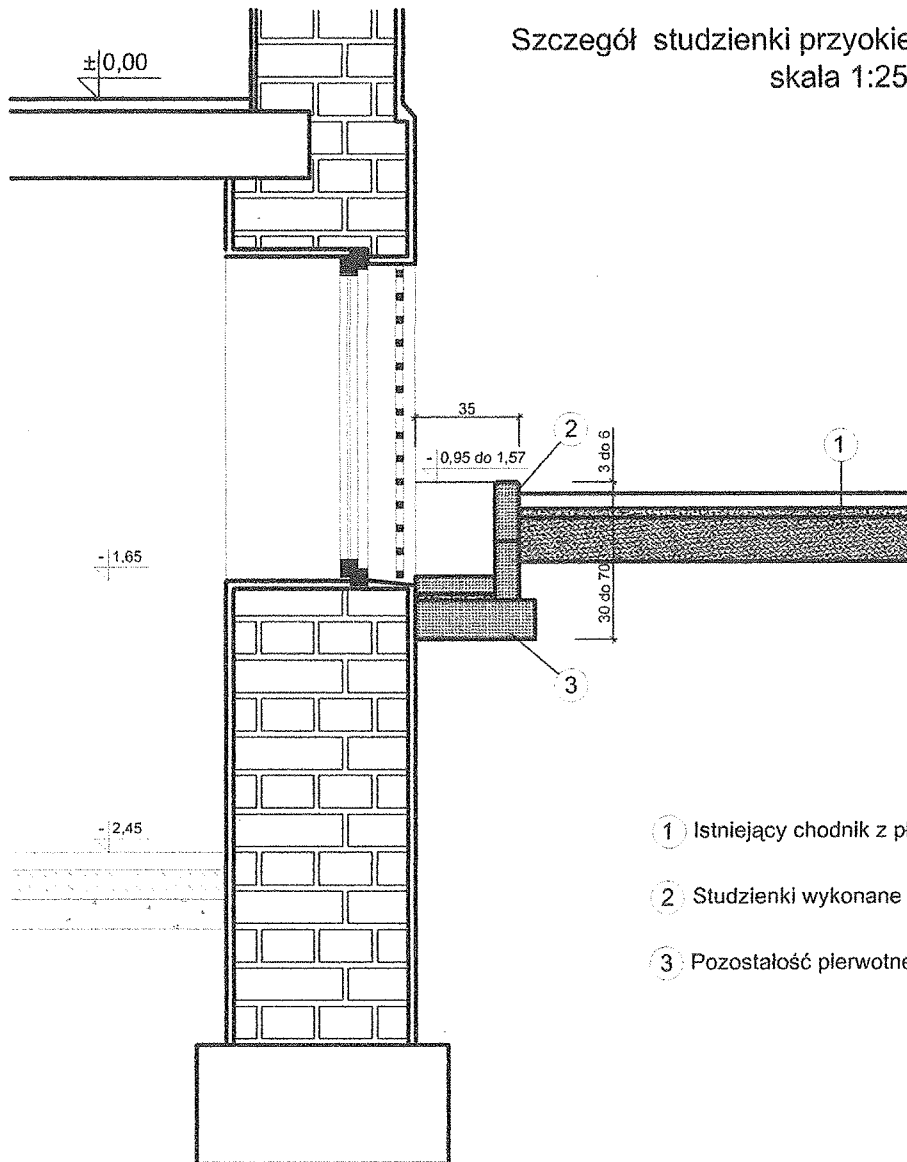 Szczegół studzienki przyokie
skala 1:25
± 0,00
35
2
- 0,95 do 1,57
3 do 6
1
- 1,65
30 do 70
3
- 2,45
1 Istniejący chodnik z p
2 Studzienki wykonane
3 Pozostałość pierwotne